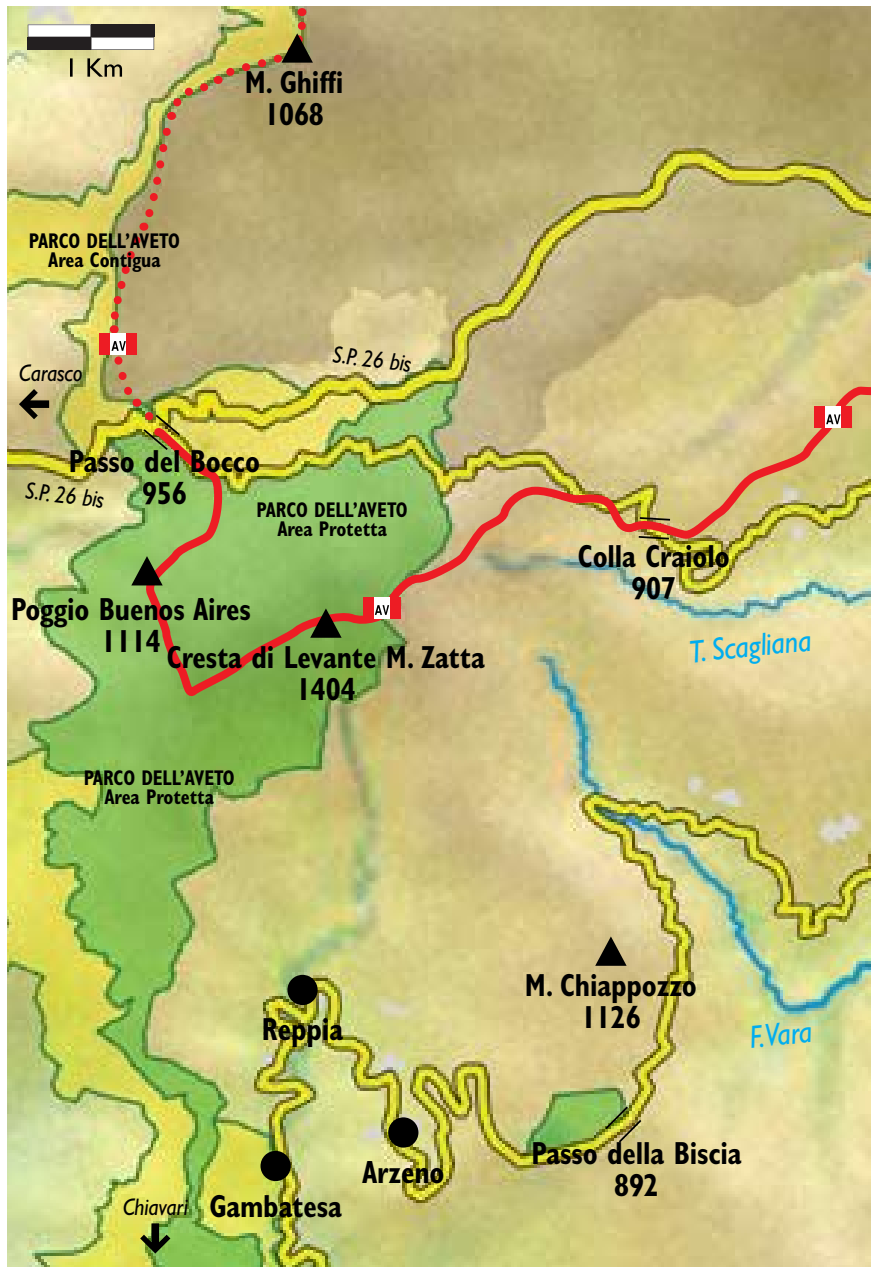 1 Km
M. Ghiffi
1068
PARCO DELL'AVETO
Area Contigua
AV
S.P. 26 bis
Carasco
AV
Passo del Bocco
956
S.P. 26 bis
PARCO DELL'AVETO
Area Protetta
Colla Craiolo
907
Poggio Buenos Aires
1114
AV
T. Scagliana
Cresta di Levante M. Zatta
1404
PARCO DELL'AVETO
Area Protetta
M. Chiappozzo
1126
Reppia
F.Vara
Arzeno
Passo della Biscia
892
Gambatesa
Chiavari